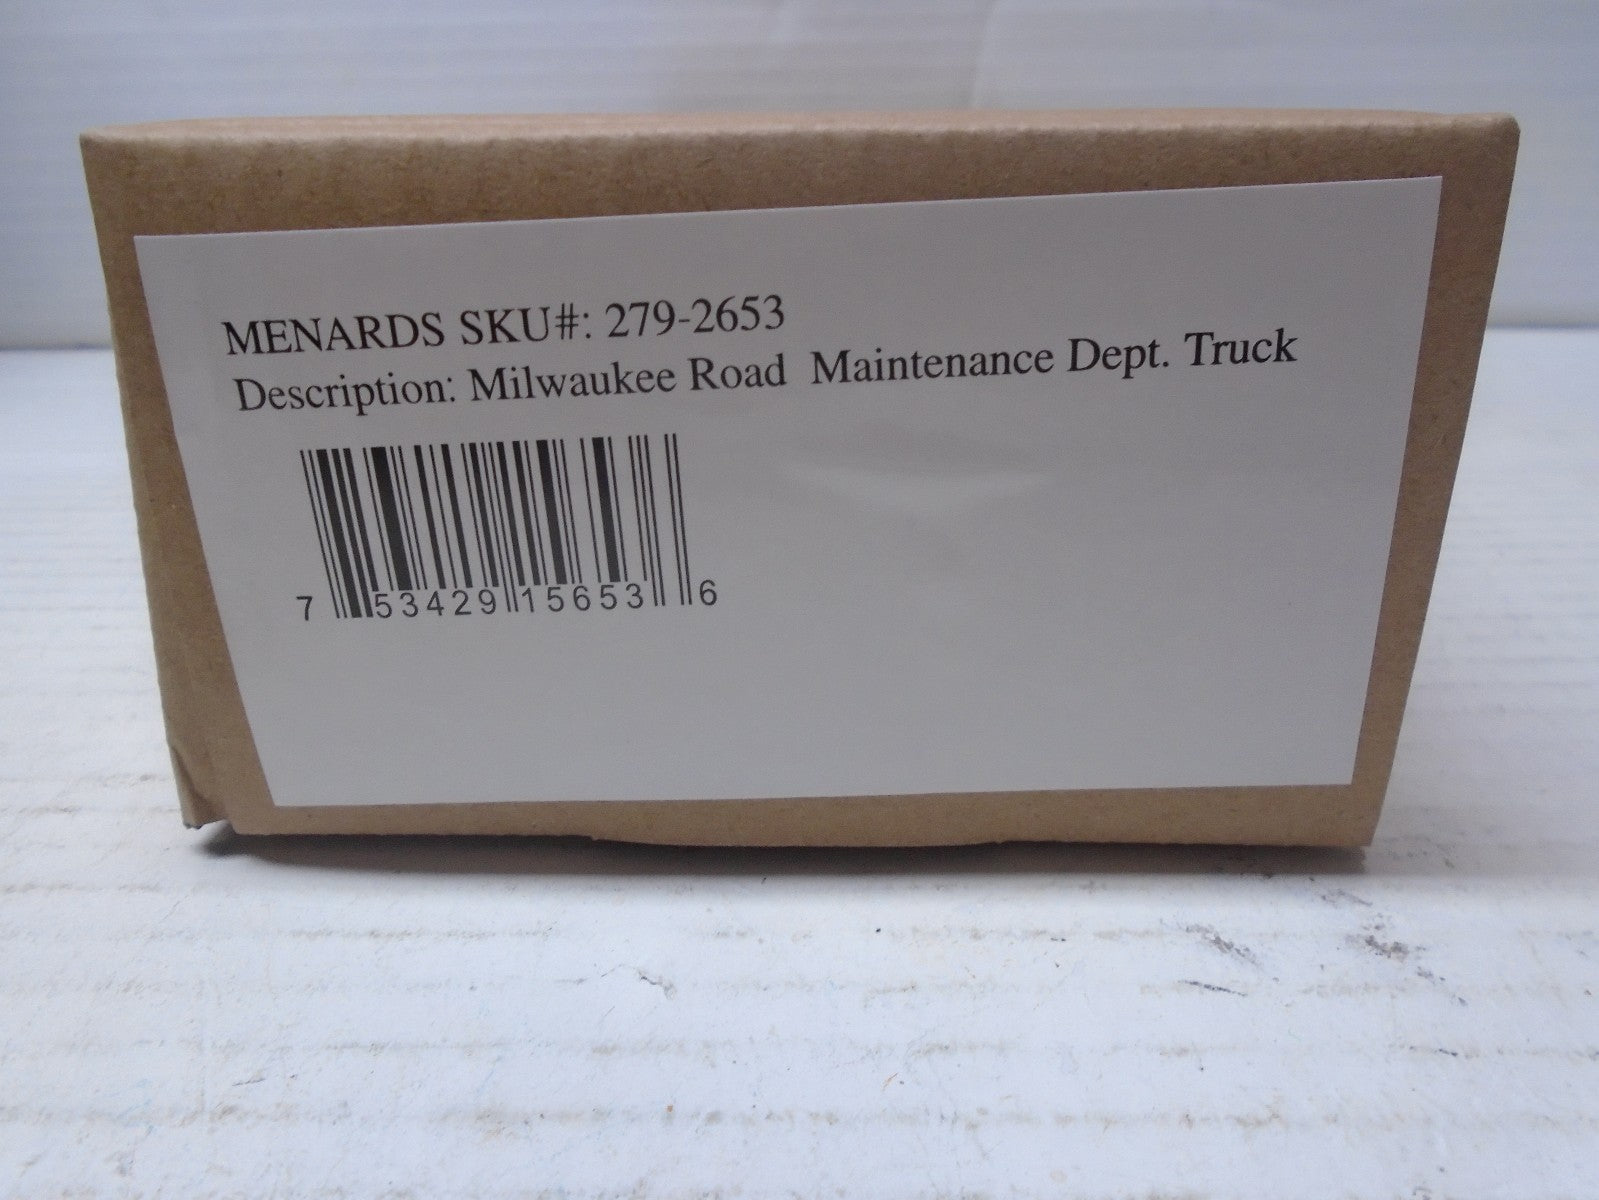 MENARDS SKU#: 279-2653
Description: Milwaukee Road  Maintenance Dept. Truck
7 53429 15653 6